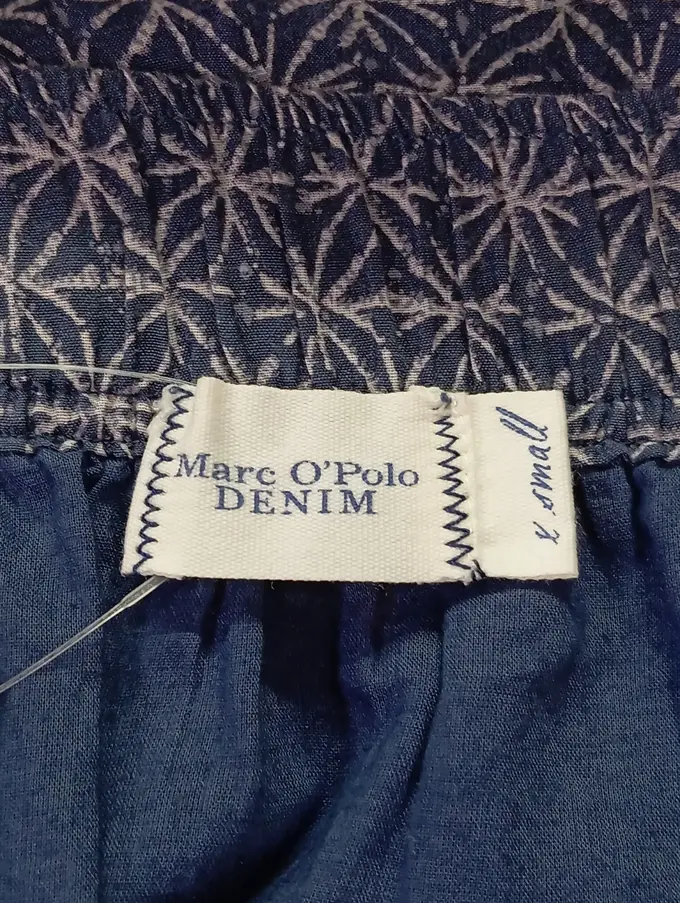 Marc O'Polo
DENIM
x small